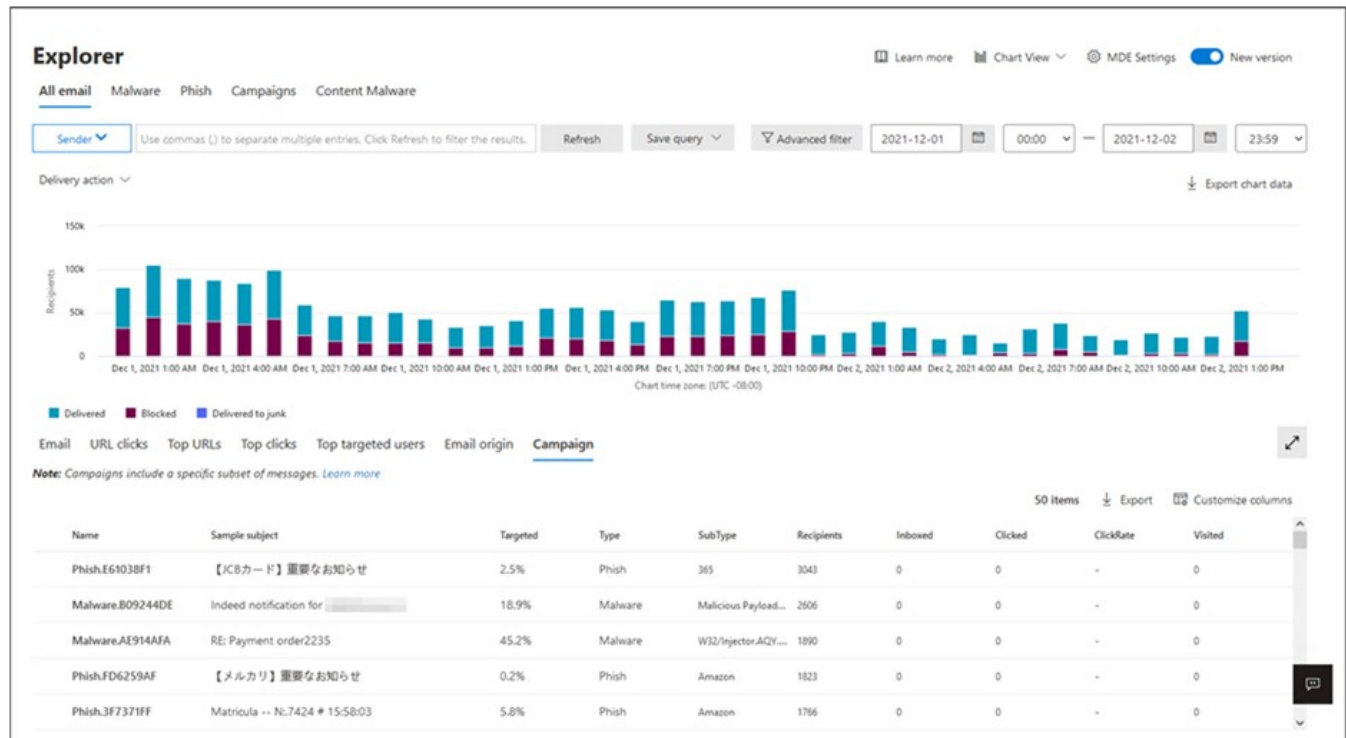 Explorer
Learn more Chart View MDE Settings New version
All email Malware Phish Campaigns Content Malware
Sender Use commas (,) to separate multiple entries. Click Refresh to filter the results. Refresh Save query Advanced filter 2021-12-01 00:00 — 2021-12-02 23:59
Delivery action
Export chart data
150k
100k
50k
0
Recipients
Dec 1, 2021 1:00 AM Dec 1, 2021 4:00 AM Dec 1, 2021 7:00 AM Dec 1, 2021 10:00 AM Dec 1, 2021 1:00 PM Dec 1, 2021 4:00 PM Dec 1, 2021 7:00 PM Dec 1, 2021 10:00 PM Dec 2, 2021 1:00 AM Dec 2, 2021 4:00 AM Dec 2, 2021 7:00 AM Dec 2, 2021 10:00 AM Dec 2, 2021 1:00 PM
Chart time zone: (UTC -08:00)
Delivered Blocked Delivered to junk
Email URL clicks Top URLs Top clicks Top targeted users Email origin Campaign
Note: Campaigns include a specific subset of messages. Learn more
50 items Export Customize columns
Name Sample subject Targeted Type SubType Recipients Inboxed Clicked ClickRate Visited
Phish.E61038F1 【JCBカード】重要なお知らせ 2.5% Phish 365 3043 0 0 - 0
Malware.B09244DE Indeed notification for 18.9% Malware Malicious Payload... 2606 0 0 - 0
Malware.AE914AFA RE: Payment order2235 45.2% Malware W32/Injector.AQY.... 1890 0 0 - 0
Phish.FD6259AF 【メルカリ】重要なお知らせ 0.2% Phish Amazon 1823 0 0 - 0
Phish.3F7371FF Matricula -- N:.7424 # 15:58:03 5.8% Phish Amazon 1766 0 0 - 0